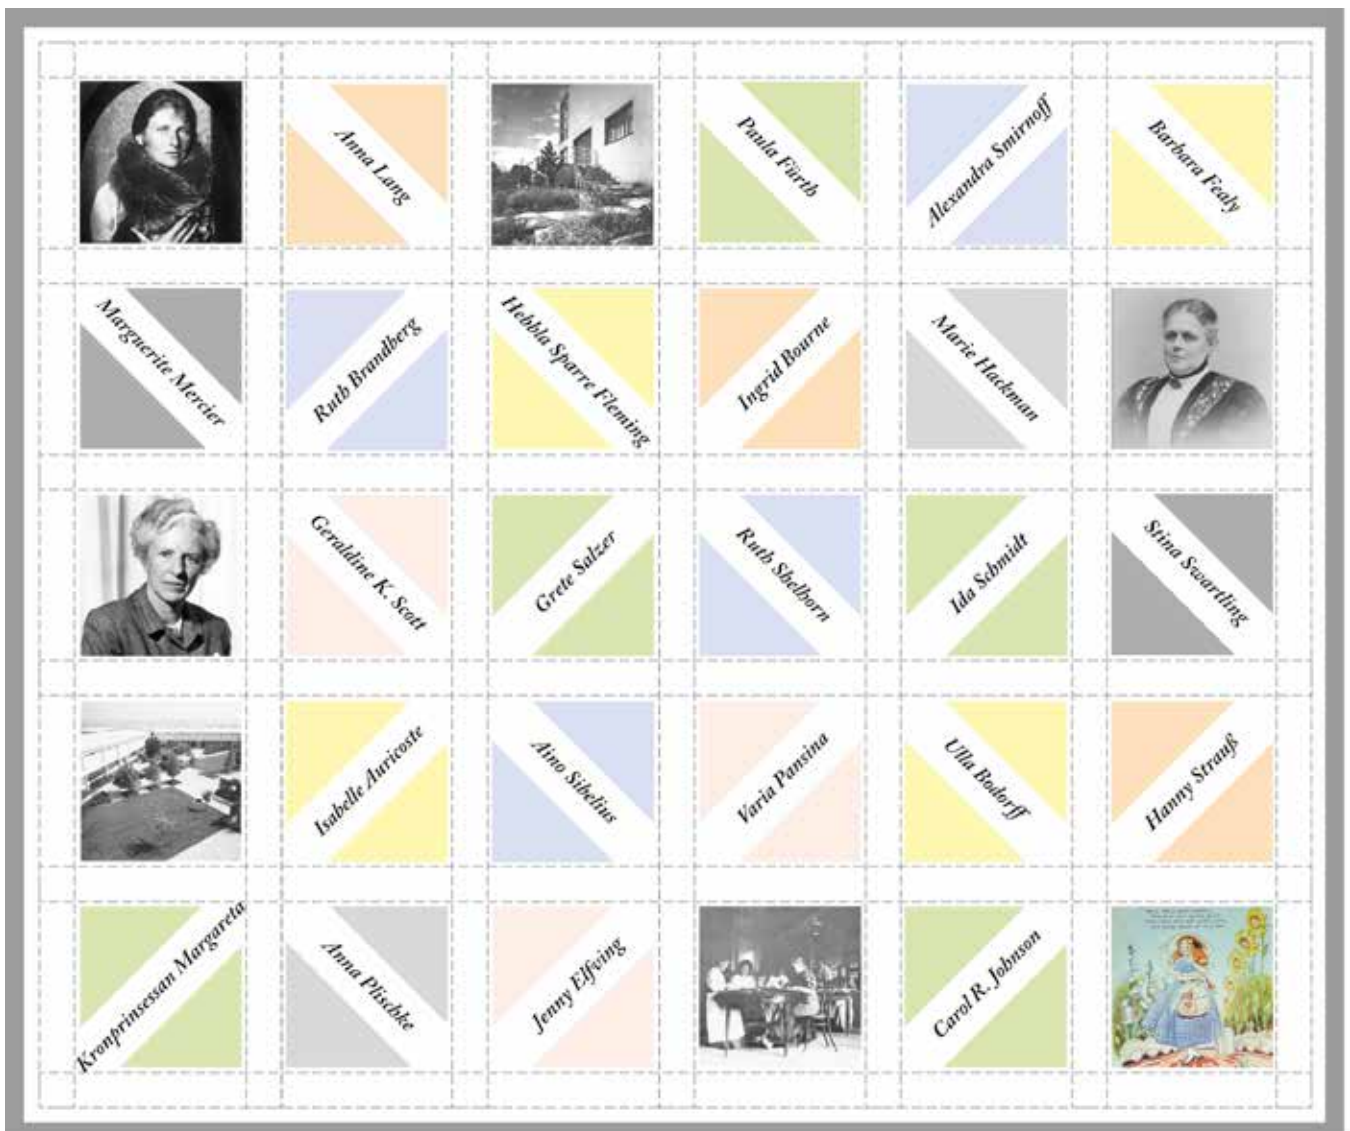 Anna Lang
Paula Fürth
Alexandra Smirnoff
Barbara Fealy
Marguerite Mercier
Ruth Brandberg
Hebbla Sparre Fleming
Ingrid Bourne
Marie Hackman
Geraldine K. Scott
Grete Salzer
Ruth Shelhorn
Ida Schmidt
Stina Swartling
Isabelle Auricoste
Aino Sibelius
Varia Pansina
Ulla Bodorff
Hanny Strauß
Kronprinsessan Margareta
Anna Plischke
Jenny Elfving
Carol R. Johnson